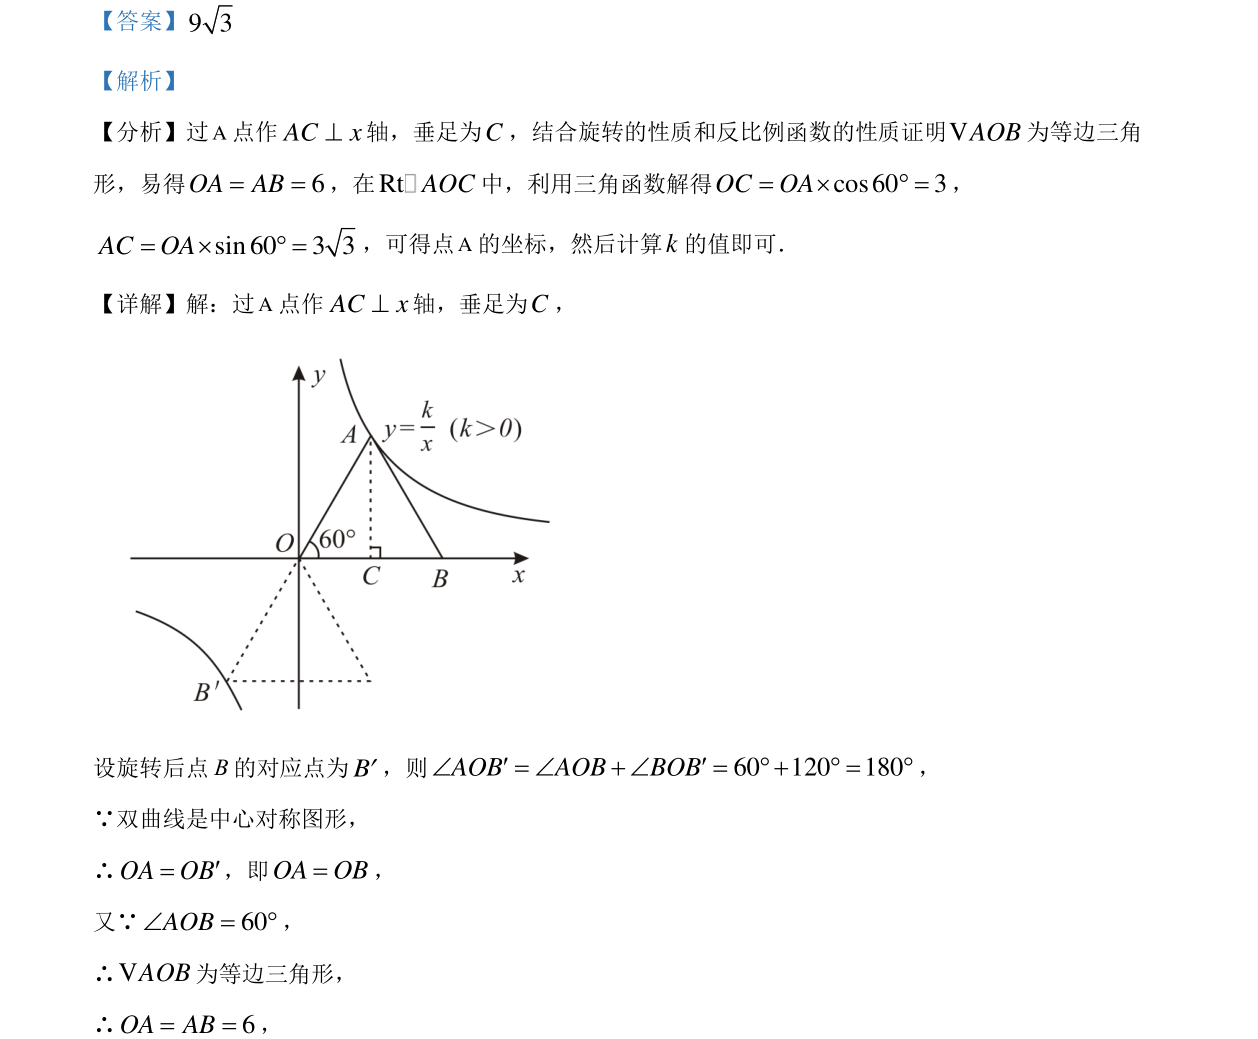 【答案】9√3
【解析】
【分析】过A点作 AC ⊥ x轴，垂足为C，结合旋转的性质和反比例函数的性质证明VAOB为等边三角
形，易得OA = AB = 6，在Rt□AOC中，利用三角函数解得OC = OA×cos60° = 3，
AC = OA×sin60° = 3√3，可得点A的坐标，然后计算k的值即可．
【详解】解：过A点作 AC ⊥ x轴，垂足为C，
y
A y=k/x (k>0)
O 60°
C B x
B′
设旋转后点B的对应点为B′，则∠AOB′ = ∠AOB+∠BOB′ = 60°+120° = 180°，
∵双曲线是中心对称图形，
∴OA = OB′，即OA = OB，
又∵∠AOB = 60°，
∴VAOB为等边三角形，
∴OA = AB = 6，